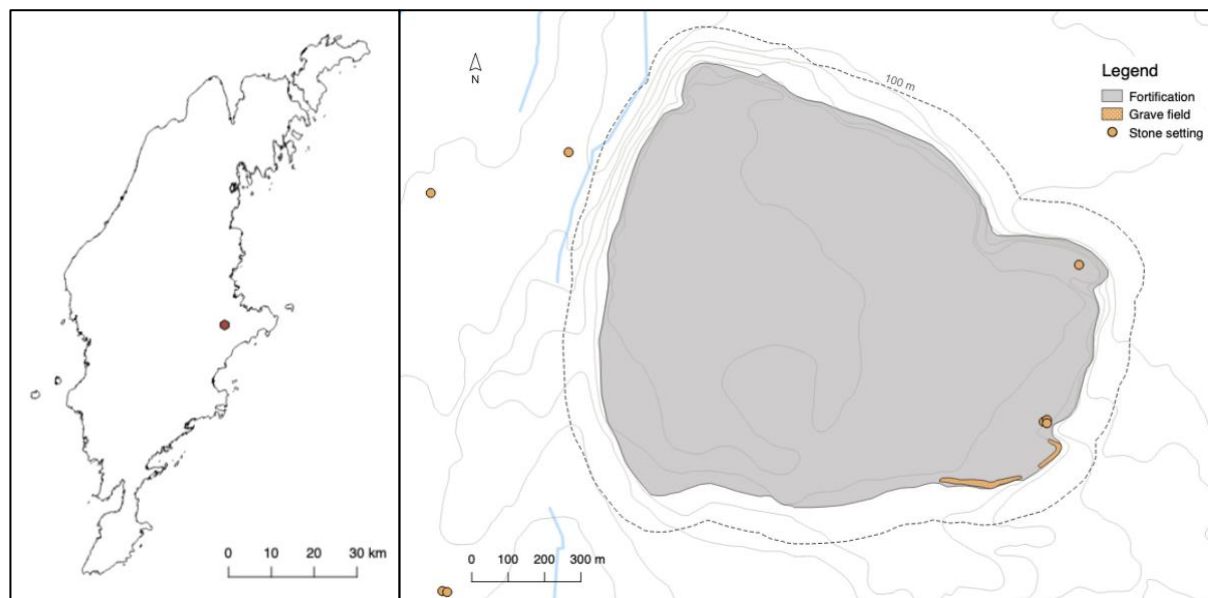 0 10 20 30 km
N
100 m
Legend
Fortification
Grave field
Stone setting
0 100 200 300 m